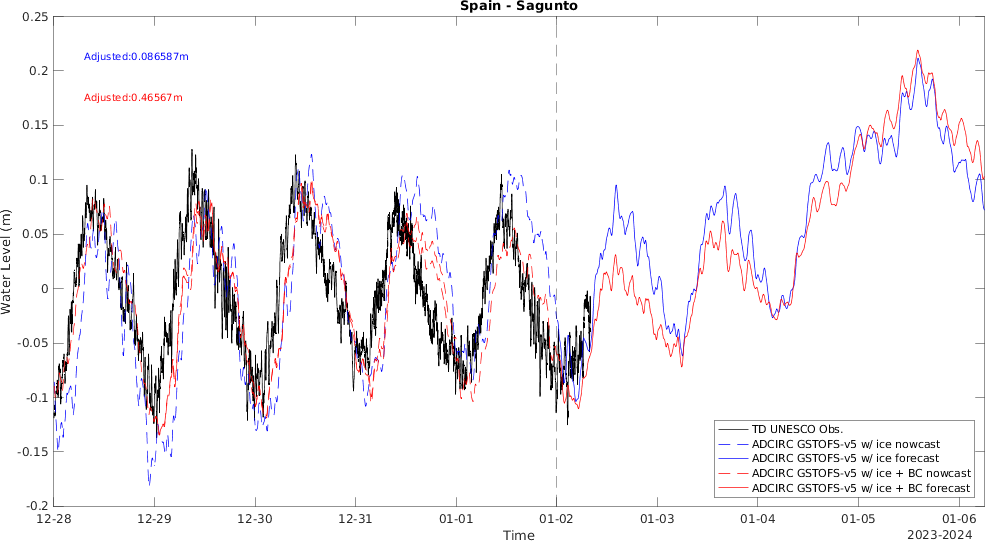 Spain - Sagunto
0.25
0.2
0.15
0.1
0.05
0
-0.05
-0.1
-0.15
-0.2
Water Level (m)
Adjusted:0.086587m
Adjusted:0.46567m
TD UNESCO Obs.
ADCIRC GSTOFS-v5 w/ ice nowcast
ADCIRC GSTOFS-v5 w/ ice forecast
ADCIRC GSTOFS-v5 w/ ice + BC nowcast
ADCIRC GSTOFS-v5 w/ ice + BC forecast
12-28 12-29 12-30 12-31 01-01 01-02 01-03 01-04 01-05 01-06
Time
2023-2024